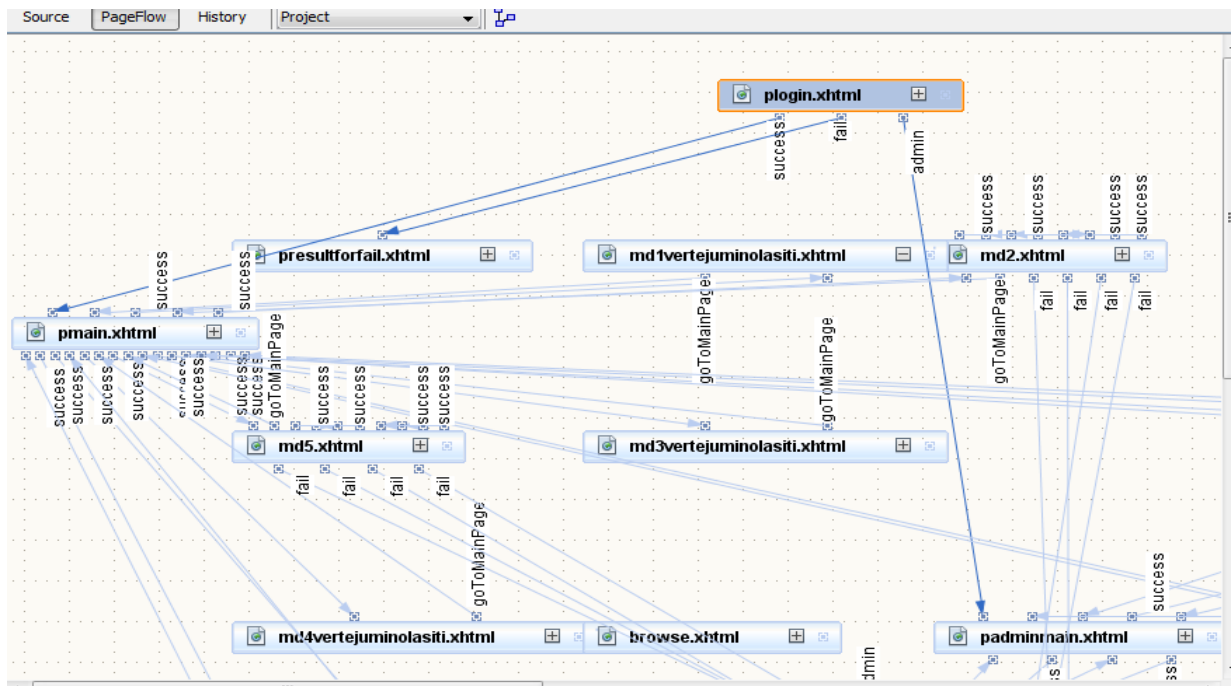 Source PageFlow History Project
plogin.xhtml
success
fail
admin
success
success
success
success
presultforfail.xhtml
md1vertejuminolasiti.xhtml
md2.xhtml
success
success
goToMainPage
goToMainPage
fail
fail
fail
fail
pmain.xhtml
success
success
success
success
success
success
success
goToMainPage
success
success
success
success
goToMainPage
md5.xhtml
md3vertejuminolasiti.xhtml
fail
fail
fail
fail
goToMainPage
success
md4vertejuminolasiti.xhtml
browse.xhtml
padminmain.xhtml